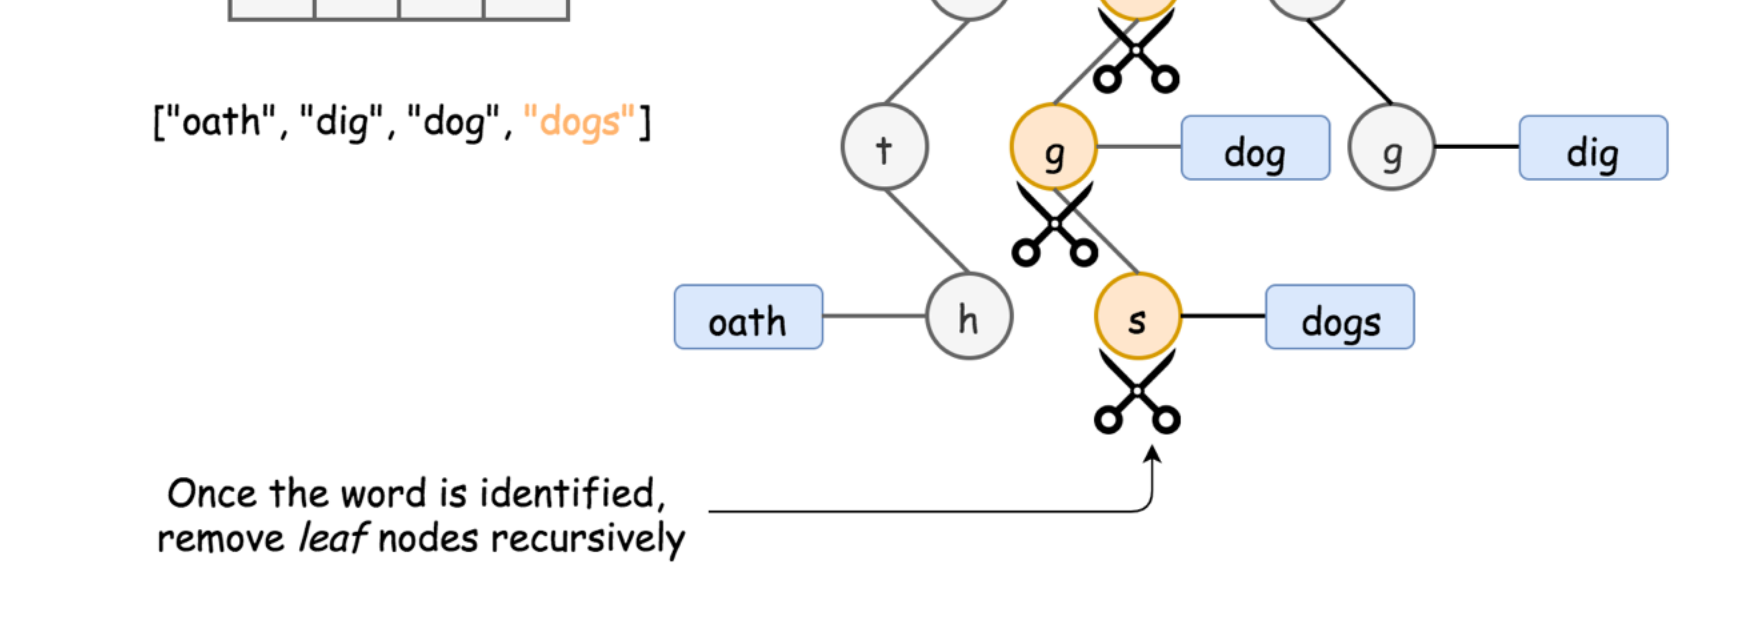 ["oath", "dig", "dog", "dogs"]
t
g
dog
g
dig
oath
h
s
dogs
Once the word is identified,
remove leaf nodes recursively